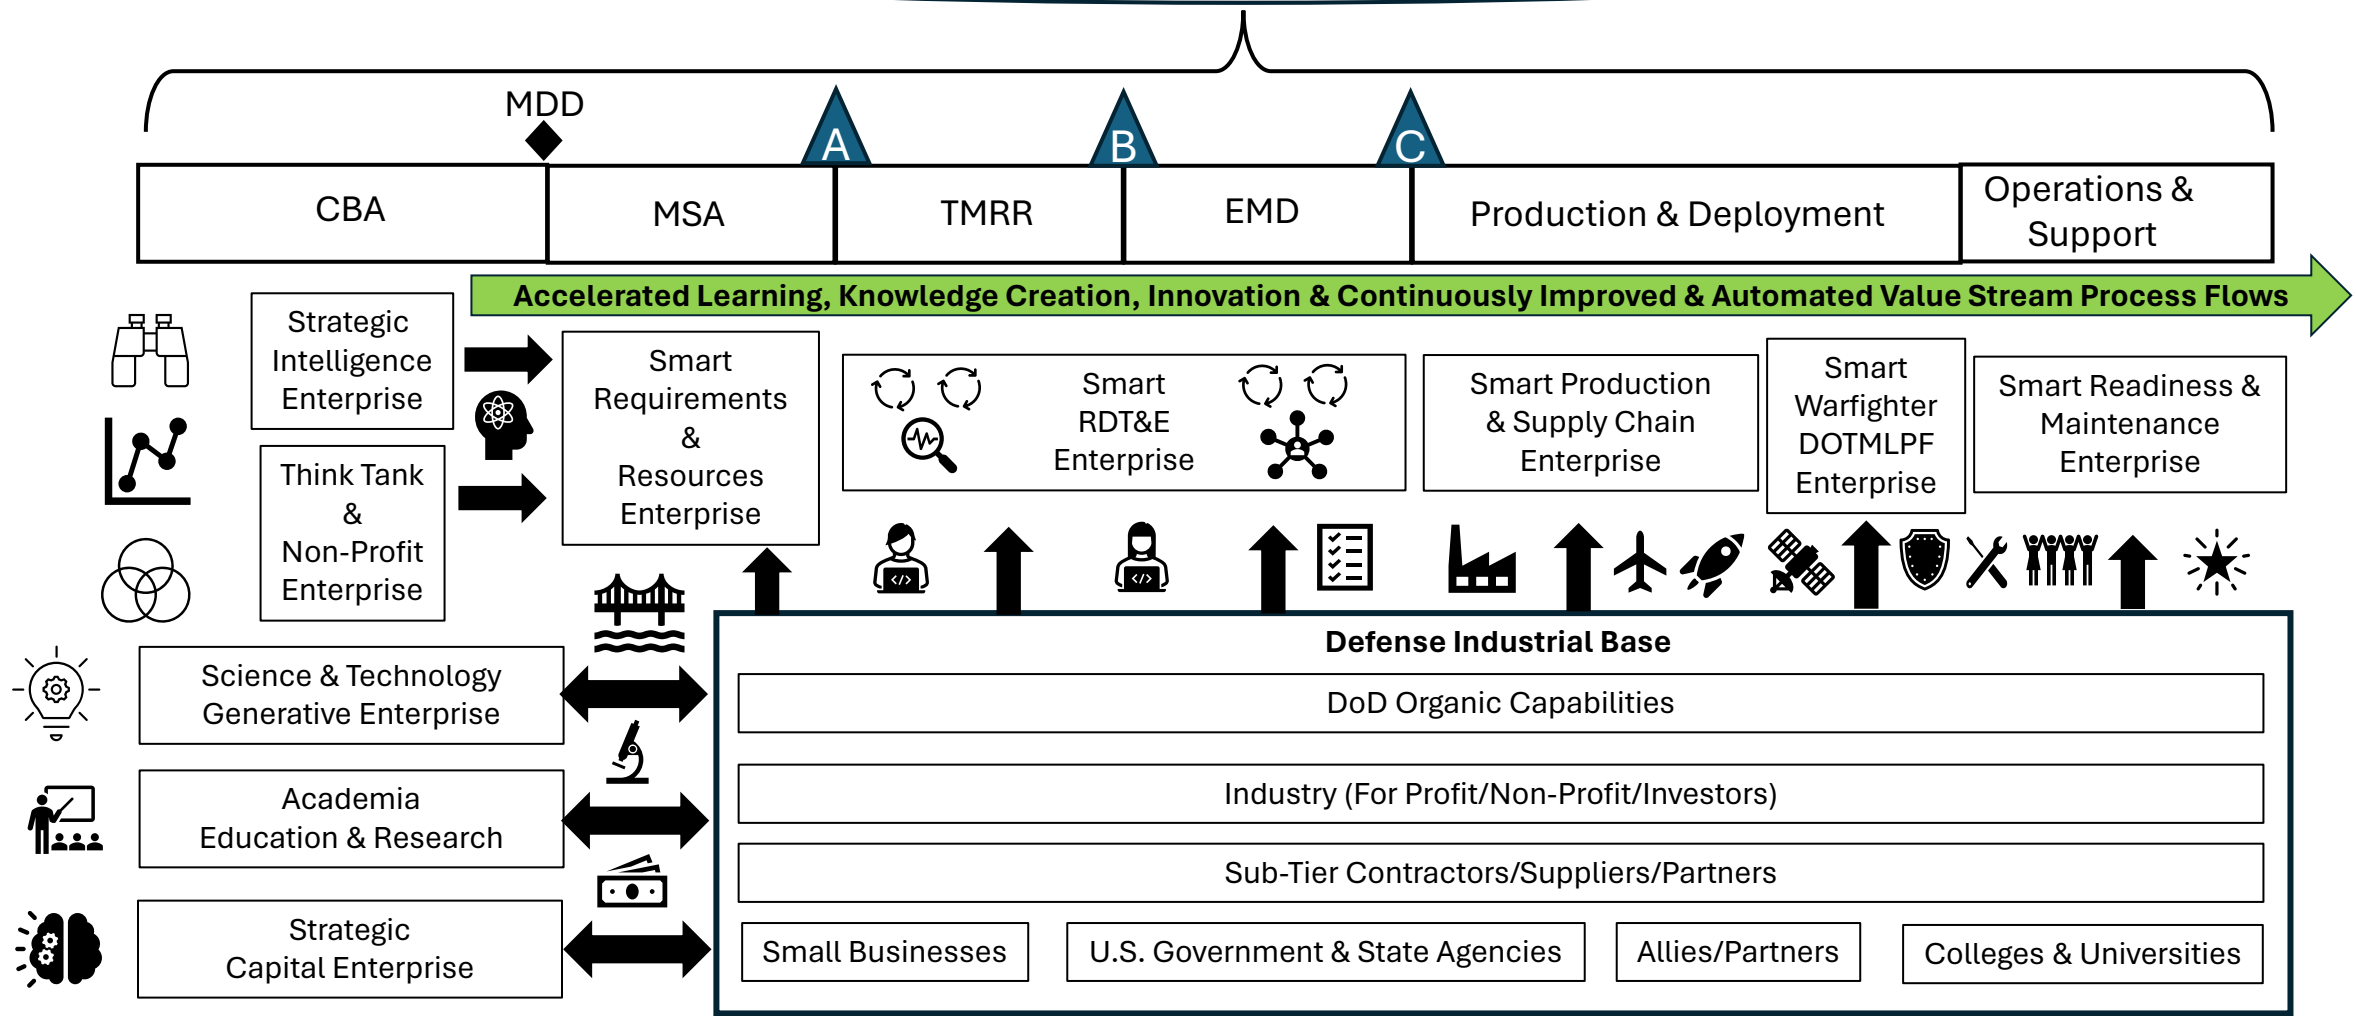 MDD
A
B
C
CBA
MSA
TMRR
EMD
Production & Deployment
Operations &
Support
Accelerated Learning, Knowledge Creation, Innovation & Continuously Improved & Automated Value Stream Process Flows
Strategic
Intelligence
Enterprise
Think Tank
&
Non-Profit
Enterprise
Smart
Requirements
&
Resources
Enterprise
Smart
RDT&E
Enterprise
Smart Production
& Supply Chain
Enterprise
Smart
Warfighter
DOTMLPF
Enterprise
Smart Readiness &
Maintenance
Enterprise
</>
</>
Science & Technology
Generative Enterprise
Academia
Education & Research
Strategic
Capital Enterprise
Defense Industrial Base
DoD Organic Capabilities
Industry (For Profit/Non-Profit/Investors)
Sub-Tier Contractors/Suppliers/Partners
Small Businesses
U.S. Government & State Agencies
Allies/Partners
Colleges & Universities